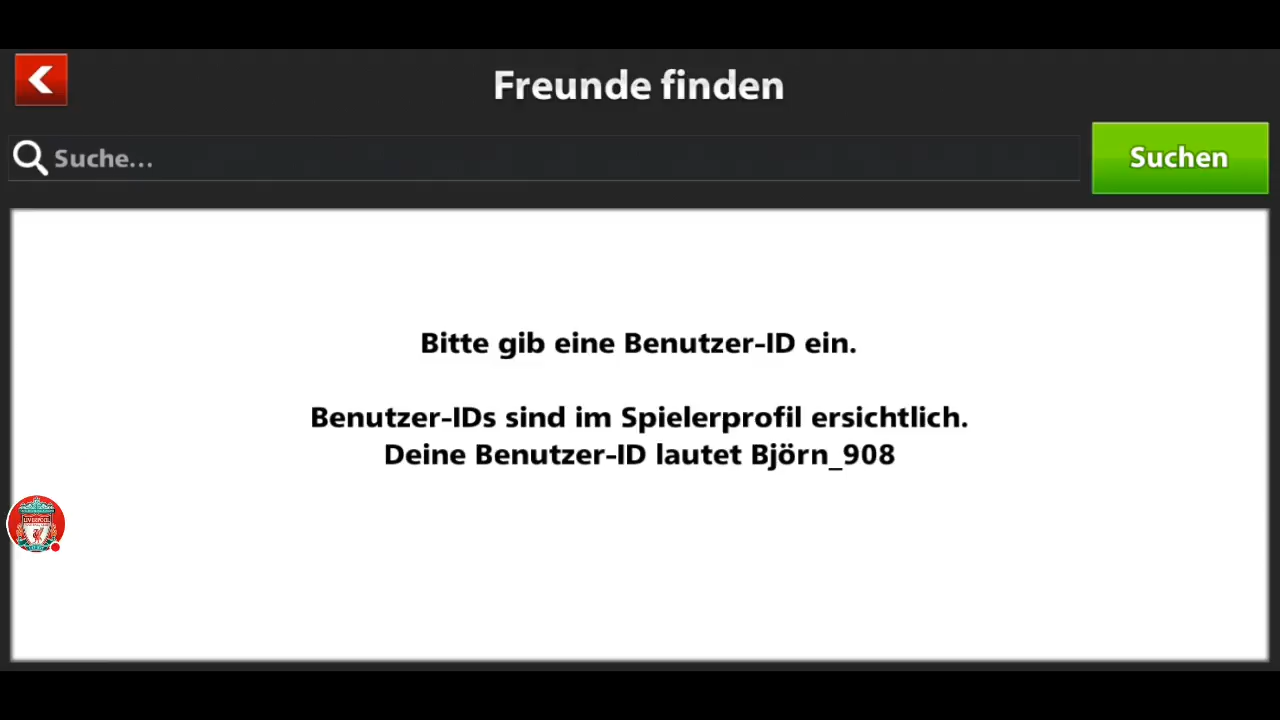 Freunde finden
Suche...
Suchen
Bitte gib eine Benutzer-ID ein.
Benutzer-IDs sind im Spielerprofil ersichtlich.
Deine Benutzer-ID lautet Björn_908
LIVERPOOL